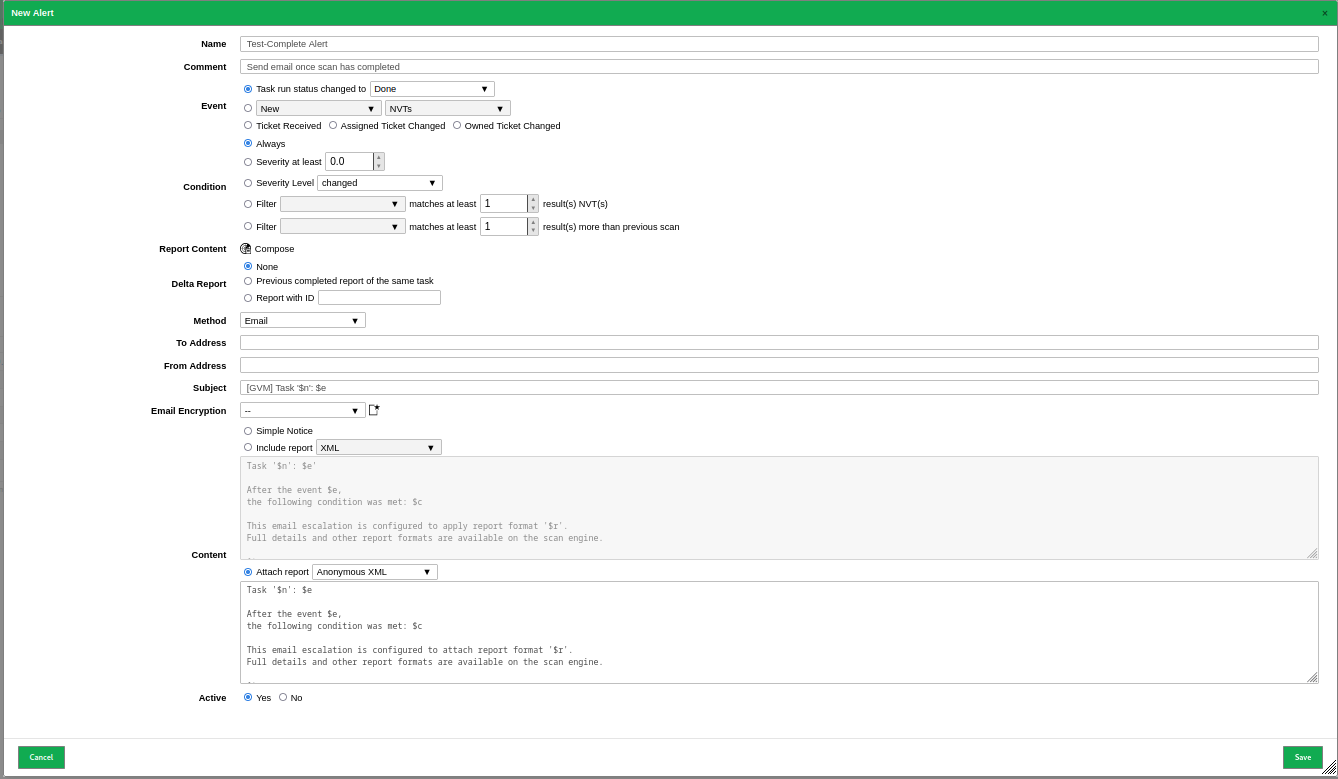 New Alert ×
Name Test-Complete Alert
Comment Send email once scan has completed
Event
Task run status changed to Done ▼
New ▼ NVTs ▼
Ticket Received Assigned Ticket Changed Owned Ticket Changed
Condition
Always
Severity at least 0.0
Severity Level changed ▼
Filter ▼ matches at least 1 result(s) NVT(s)
Filter ▼ matches at least 1 result(s) more than previous scan
Report Content Compose
Delta Report
None
Previous completed report of the same task
Report with ID
Method Email ▼
To Address
From Address
Subject [GVM] Task '$n': $e
Email Encryption -- ▼
Content
Simple Notice
Include report XML ▼
Task '$n': $e'
After the event $e,
the following condition was met: $c
This email escalation is configured to apply report format '$r'.
Full details and other report formats are available on the scan engine.
Attach report Anonymous XML ▼
Task '$n': $e
After the event $e,
the following condition was met: $c
This email escalation is configured to attach report format '$r'.
Full details and other report formats are available on the scan engine.
Active Yes No
Cancel Save